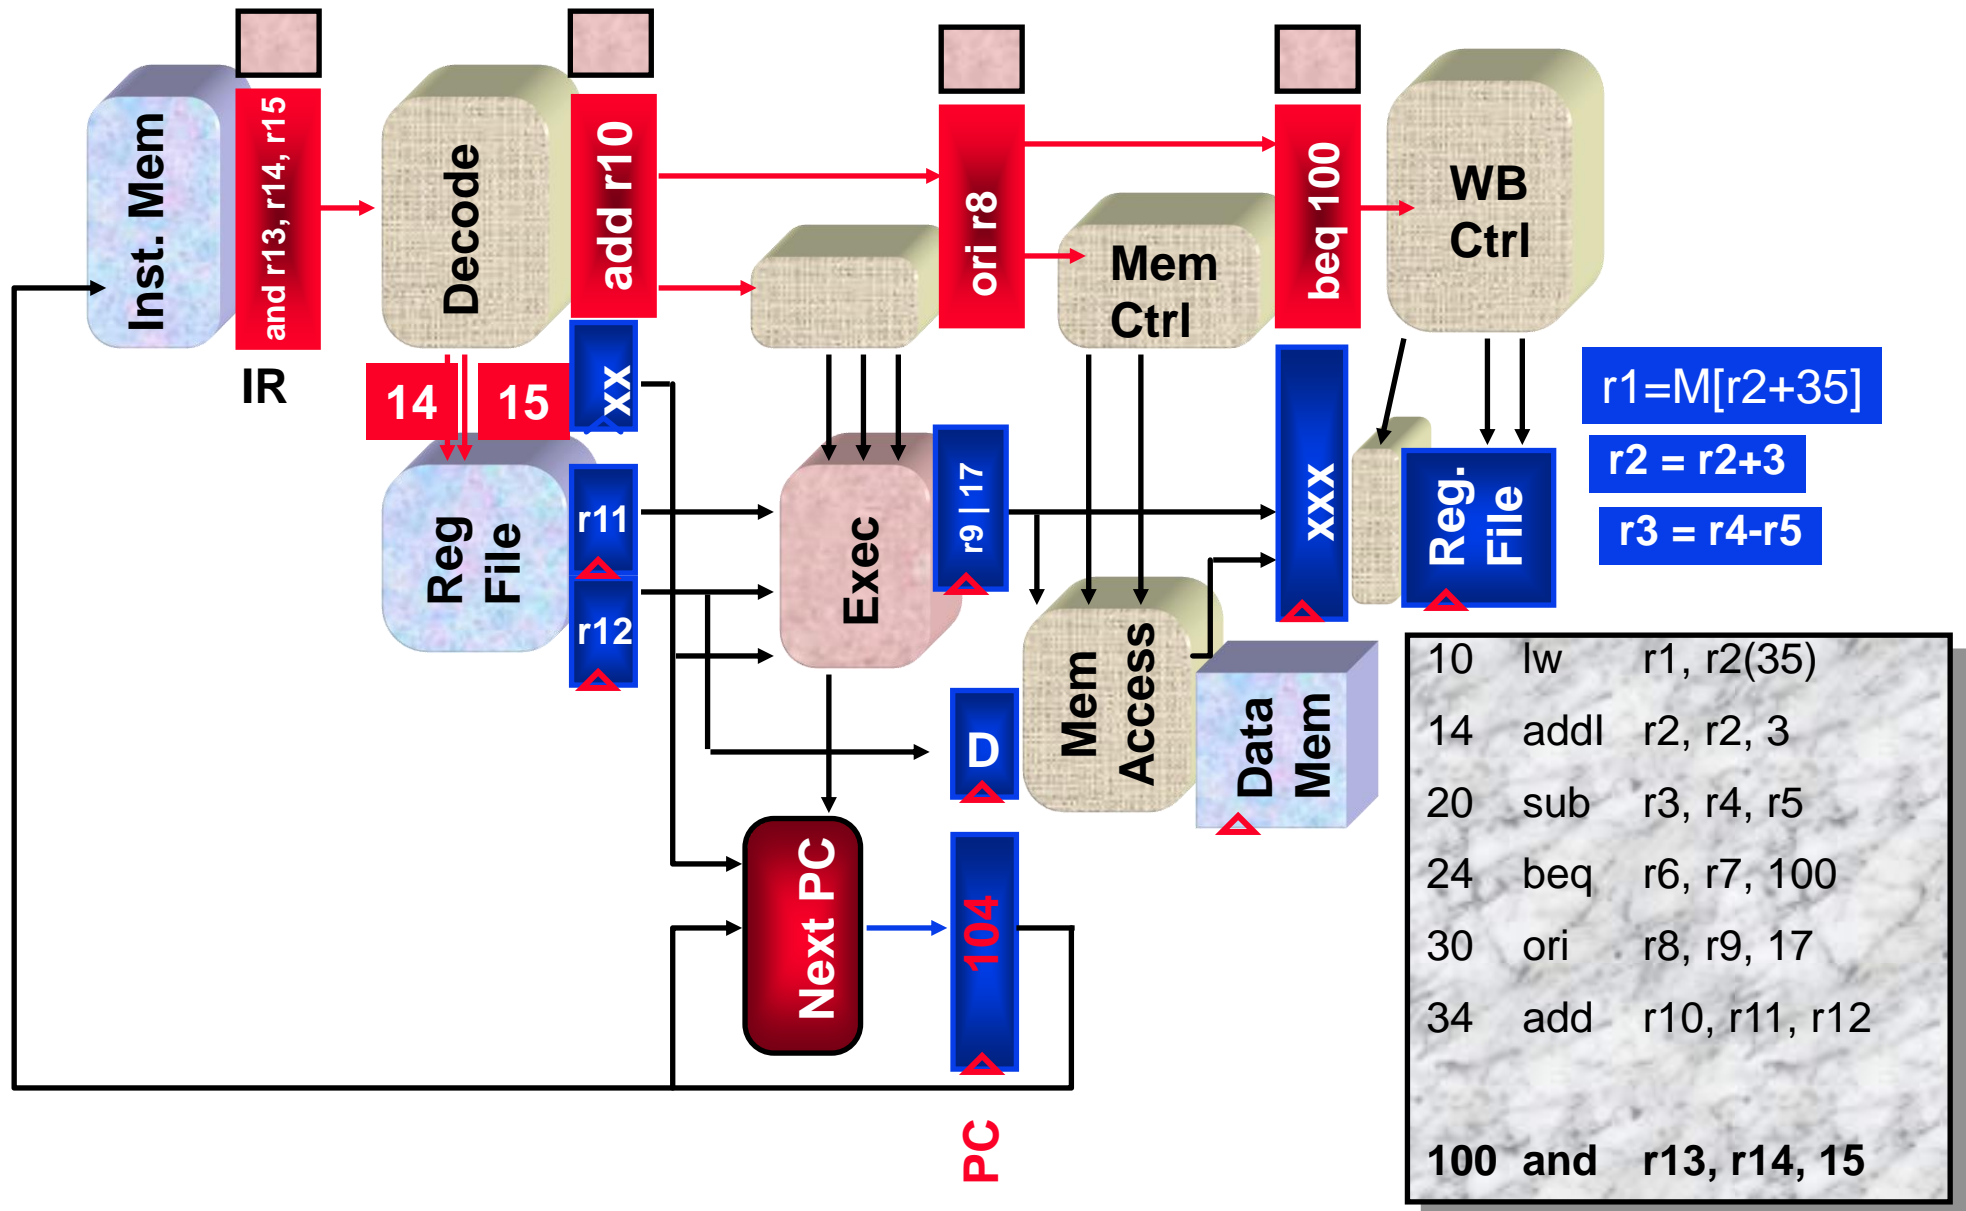 Inst. Mem
and r13, r14, r15
IR
Decode
14
15
add r10
xx
ori r8
Mem
Ctrl
beq 100
WB
Ctrl
Reg
File
r11
r12
Exec
r9 | 17
xxx
Reg.
File
r1=M[r2+35]
r2 = r2+3
r3 = r4-r5
D
Mem
Access
Data
Mem
Next PC
104
PC
10 lw r1, r2(35)
14 addI r2, r2, 3
20 sub r3, r4, r5
24 beq r6, r7, 100
30 ori r8, r9, 17
34 add r10, r11, r12
100 and r13, r14, 15